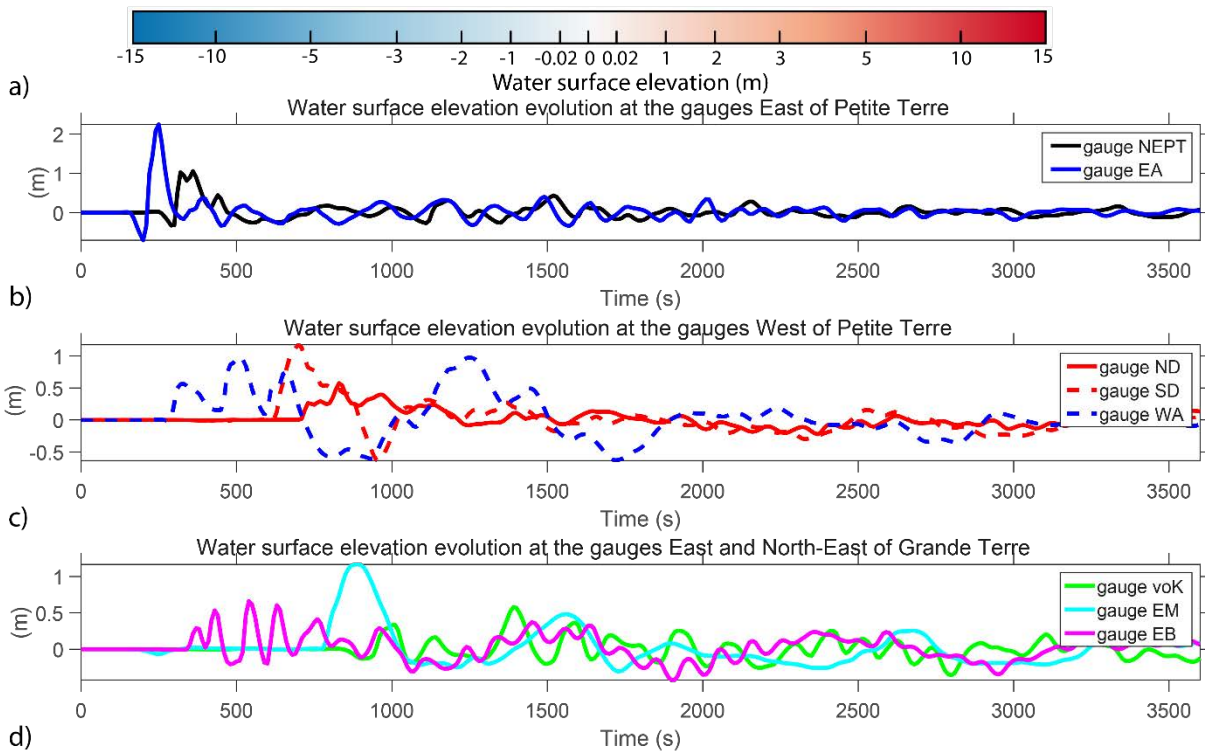 -15 -10 -5 -3 -2 -1 -0.02 0 0.02 1 2 3 5 10 15
Water surface elevation (m)
a)
Water surface elevation evolution at the gauges East of Petite Terre
2
1
0
(m)
gauge NEPT
gauge EA
0 500 1000 1500 2000 2500 3000 3500
Time (s)
b)
Water surface elevation evolution at the gauges West of Petite Terre
1
0.5
0
-0.5
(m)
gauge ND
gauge SD
gauge WA
0 500 1000 1500 2000 2500 3000 3500
Time (s)
c)
Water surface elevation evolution at the gauges East and North-East of Grande Terre
1
0.5
0
(m)
gauge voK
gauge EM
gauge EB
0 500 1000 1500 2000 2500 3000 3500
Time (s)
d)